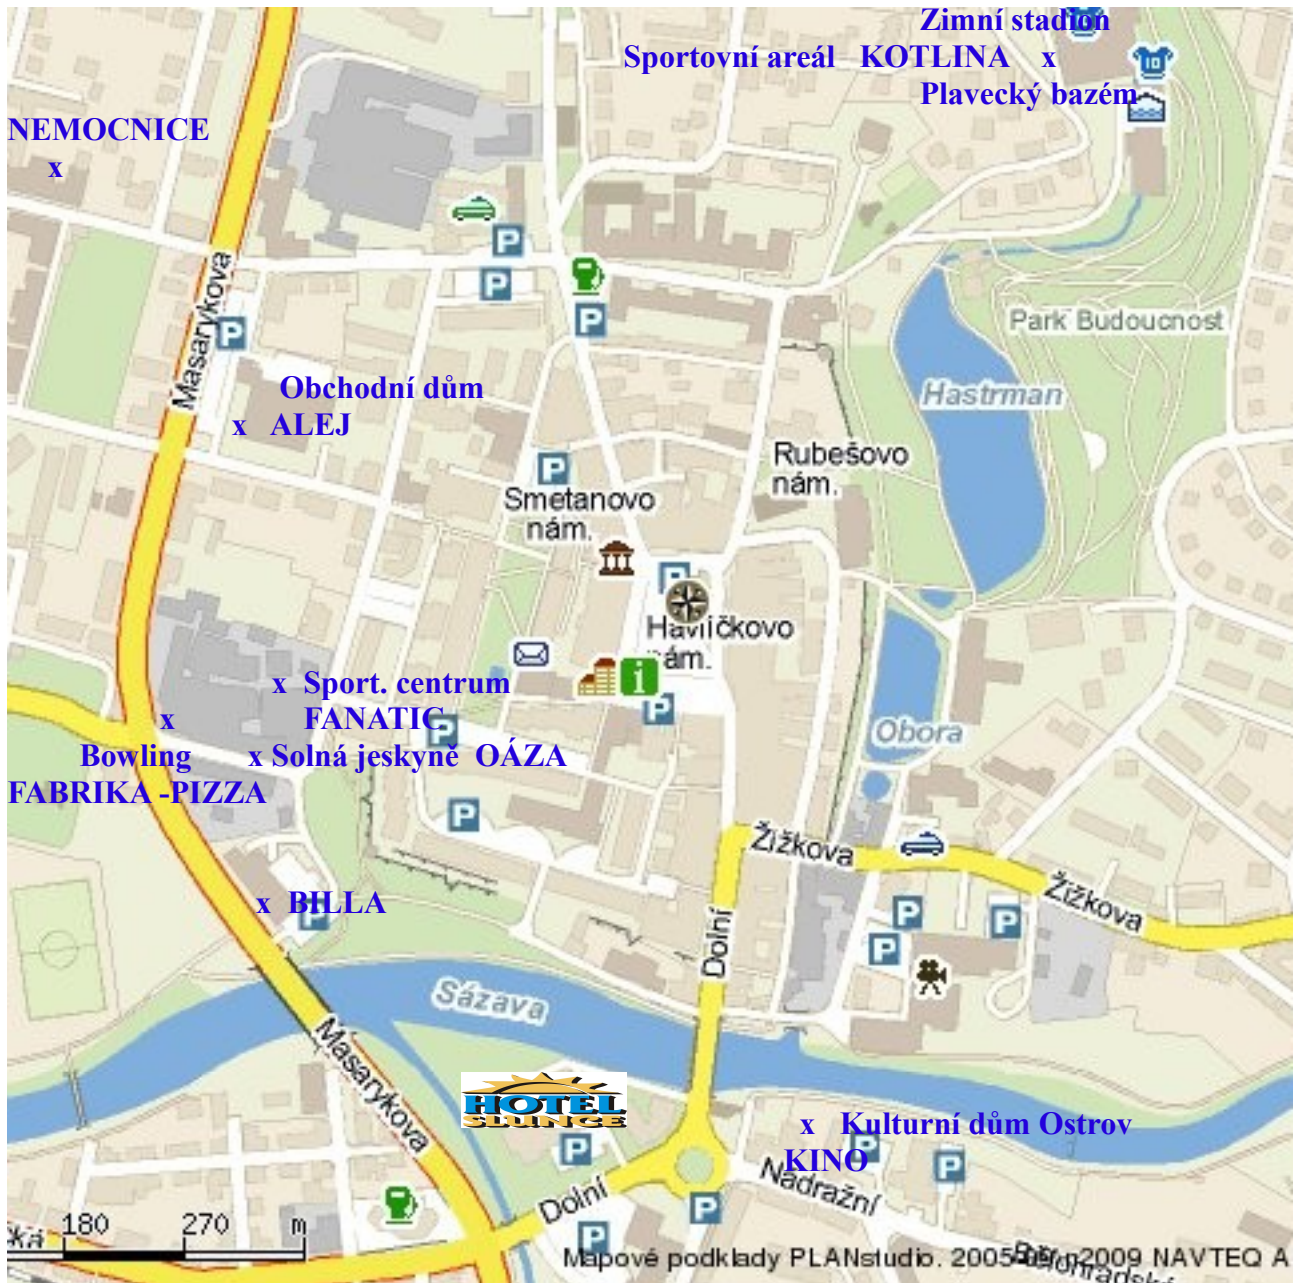 Zimní stadion
Sportovní areál KOTLINA x
Plavecký bazém
NEMOCNICE
x
P
P
P
P
P
Masarykova
Park Budoucnost
Hastrman
Obchodní dům
x ALEJ
Rubešovo
nám.
P
Smetanovo
nám.
P
Havlíčkovo
nám.
i
P
x Sport. centrum
x FANATIC
P
Bowling x Solná jeskyně OÁZA
FABRIKA -PIZZA
Obora
P
Žižkova
Žižkova
x BILLA
P
P
P
P
Dolní
Sázava
Masarykova
HOTEL
SLUNCE
x Kulturní dům Ostrov
KINO
P
P
P
Nádražní
Dolní
P
P
180 270 m
ká
Mapové podklady PLANstudio. 2005-09, 2009 NAVTEQ A